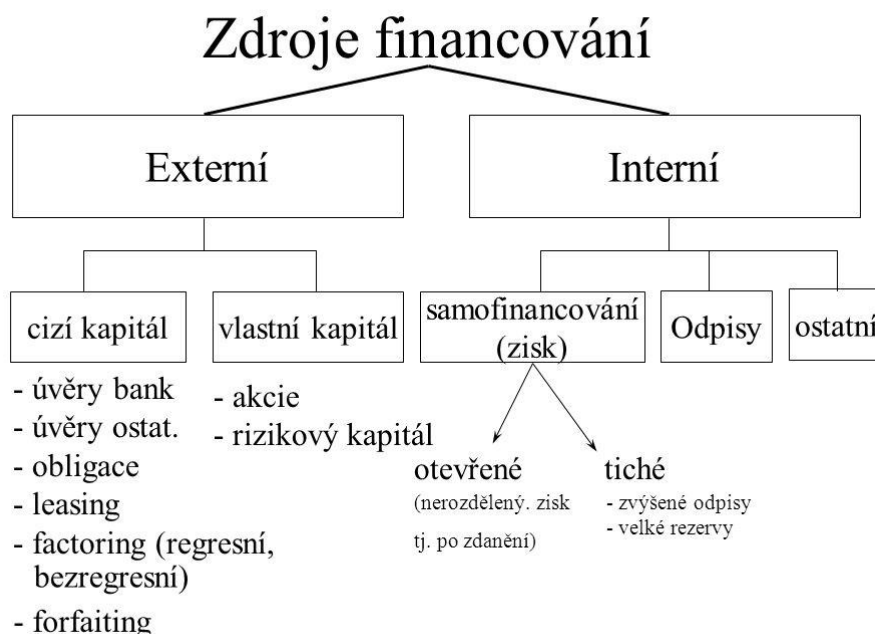 Zdroje financování
Externí
Interní
cizí kapitál
vlastní kapitál
samofinancování
(zisk)
Odpisy
ostatní
- úvěry bank
- úvěry ostat.
- obligace
- leasing
- factoring (regresní,
bezregresní)
- forfaiting
- akcie
- rizikový kapitál
otevřené
(nerozdělený. zisk
tj. po zdanění)
tiché
- zvýšené odpisy
- velké rezervy